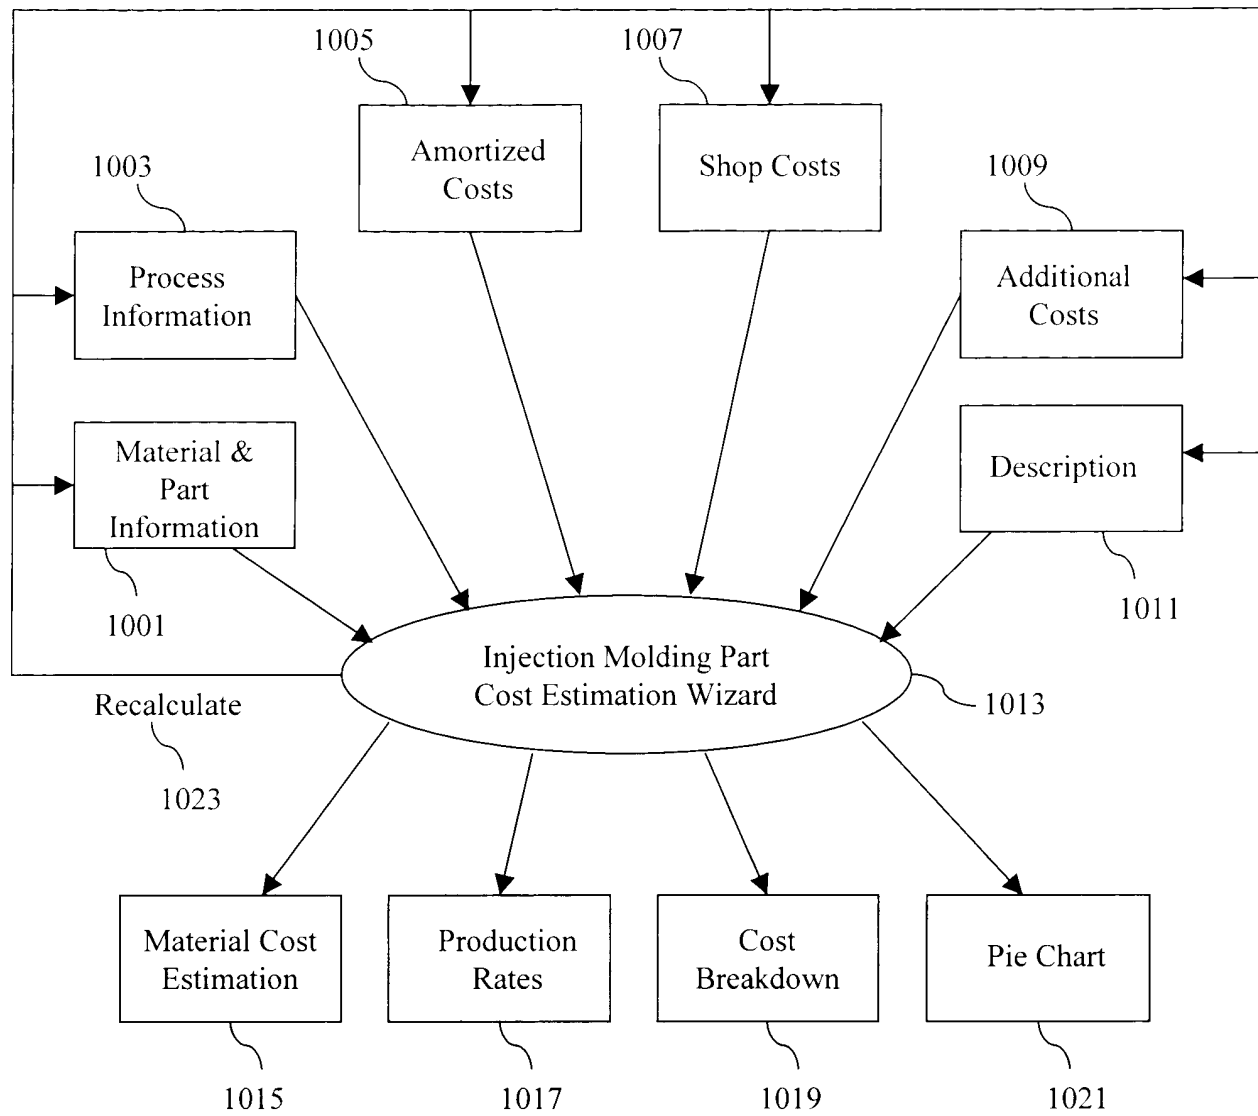 1005
1007
Amortized
Costs
Shop Costs
1003
1009
Process
Information
Additional
Costs
Material &
Part
Information
Description
1001
1011
Injection Molding Part
Cost Estimation Wizard
1013
Recalculate
1023
Material Cost
Estimation
Production
Rates
Cost
Breakdown
Pie Chart
1015
1017
1019
1021